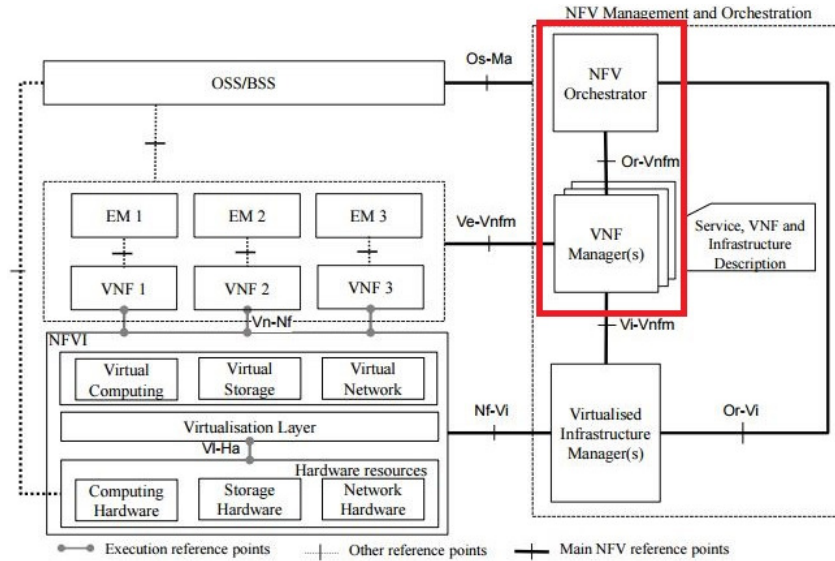 NFV Management and Orchestration
Os-Ma
NFV
Orchestrator
OSS/BSS
Or-Vnfm
EM 1
EM 2
EM 3
Ve-Vnfm
VNF
Manager(s)
Service, VNF and
Infrastructure
Description
VNF 1
VNF 2
VNF 3
Vn-Nf
Vi-Vnfm
NFVI
Virtual
Computing
Virtual
Storage
Virtual
Network
Nf-Vi
Virtualised
Infrastructure
Manager(s)
Or-Vi
Virtualisation Layer
Vl-Ha
Hardware resources
Computing
Hardware
Storage
Hardware
Network
Hardware
Execution reference points
Other reference points
Main NFV reference points